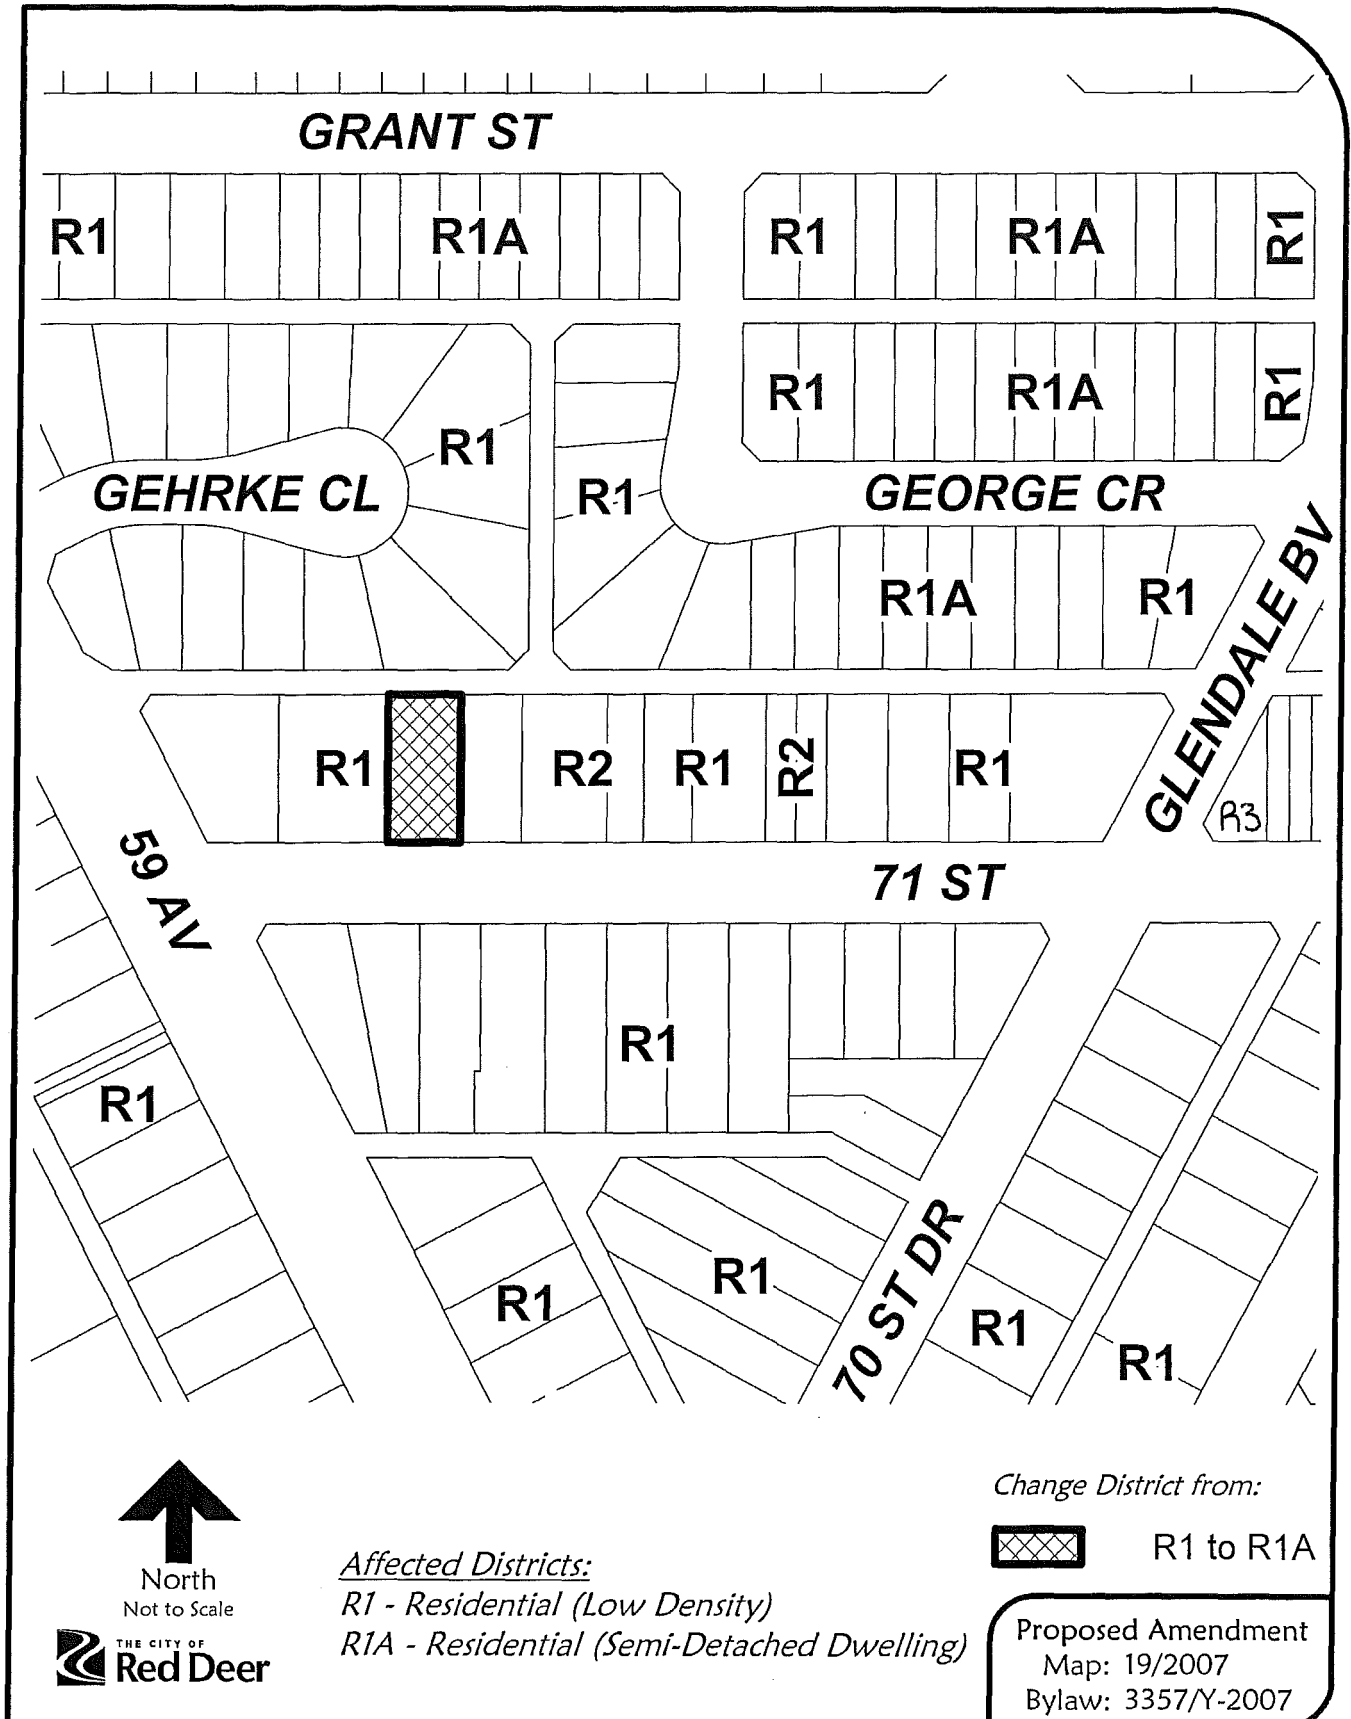 GRANT ST
R1 R1A R1 R1A R1
R1 R1A R1
R1
GEHRKE CL R1 GEORGE CR
R1A R1
GLENDALE BV
R1 R2 R1 R2 R1
R3
59 AV
71 ST
R1
R1
70 ST DR
R1
R1
R1
R1
Change District from:
R1 to R1A
North
Not to Scale
Affected Districts:
R1 - Residential (Low Density)
R1A - Residential (Semi-Detached Dwelling)
THE CITY OF
Red Deer
Proposed Amendment
Map: 19/2007
Bylaw: 3357/Y-2007